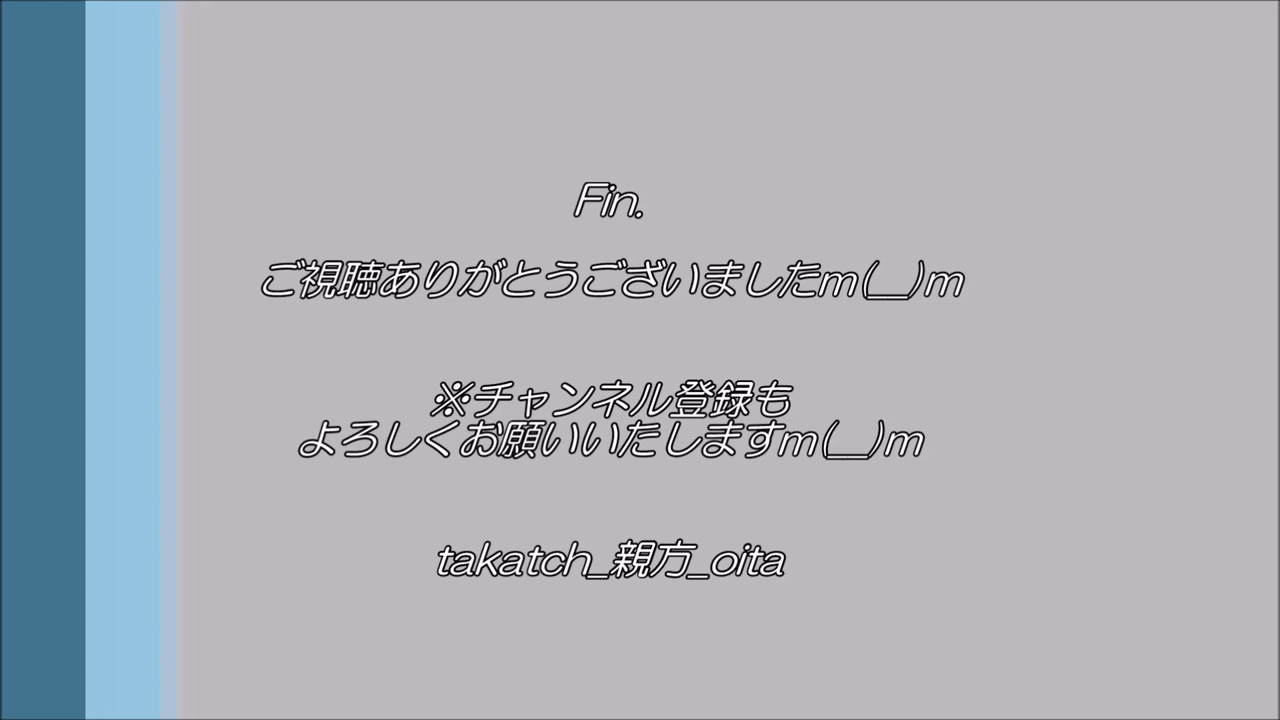 Fin.
ご視聴ありがとうございましたm(__)m
※チャンネル登録も
よろしくお願いいたしますm(__)m
takatch_親方_oita